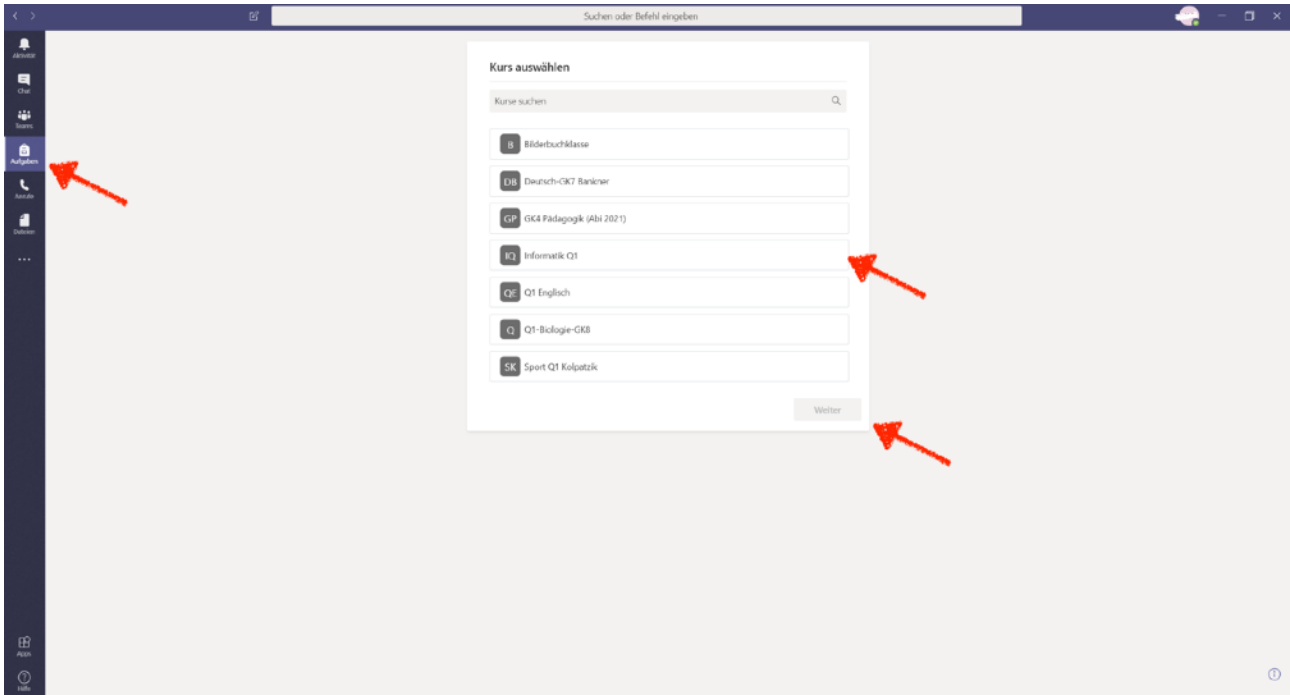 Suchen oder Befehl eingeben
Aktivität
Chat
Teams
Aufgaben
Anrufe
Dateien
Apps
Hilfe
Kurs auswählen
Kurse suchen
B Bilderbuchklasse
DB Deutsch-GK7 Bankner
GP GK4 Pädagogik (Abi 2021)
IQ Informatik Q1
QE Q1 Englisch
Q Q1-Biologie-GK8
SK Sport Q1 Kolpatzik
Weiter